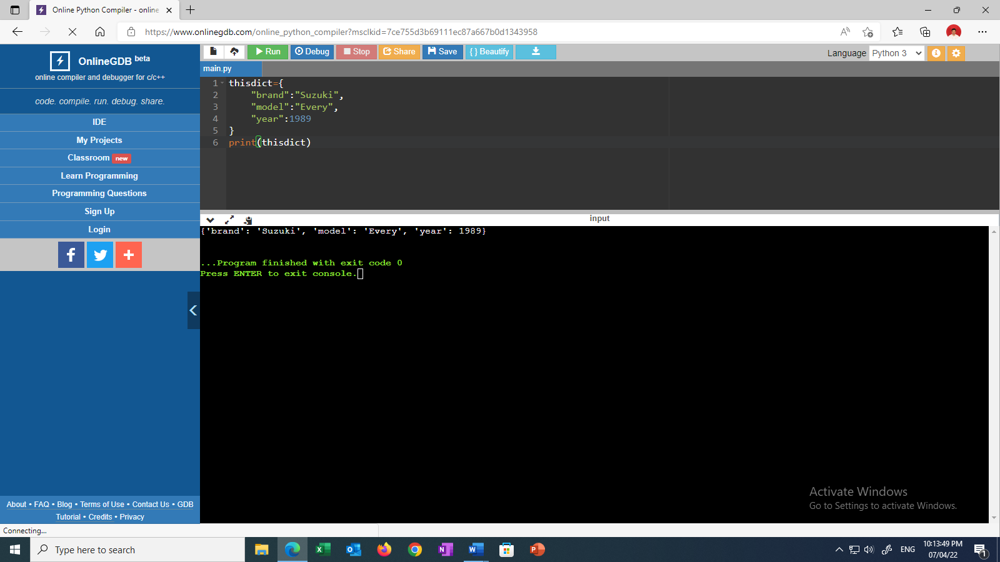 Online Python Compiler - online
https://www.onlinegdb.com/online_python_compiler?msclkid=7ce755d3b69111ec87a667b0d1343958
OnlineGDB beta
online compiler and debugger for c/c++
code. compile. run. debug. share.
IDE
My Projects
Classroom new
Learn Programming
Programming Questions
Sign Up
Login
About • FAQ • Blog • Terms of Use • Contact Us • GDB
Tutorial • Credits • Privacy
Connecting...
Run Debug Stop Share Save { } Beautify
Language Python 3
main.py
1 thisdict={
2 "brand":"Suzuki",
3 "model":"Every",
4 "year":1989
5 }
6 print(thisdict)
input
{'brand': 'Suzuki', 'model': 'Every', 'year': 1989}
...Program finished with exit code 0
Press ENTER to exit console.
Activate Windows
Go to Settings to activate Windows.
Type here to search
ENG
10:13:49 PM
07/04/22
1